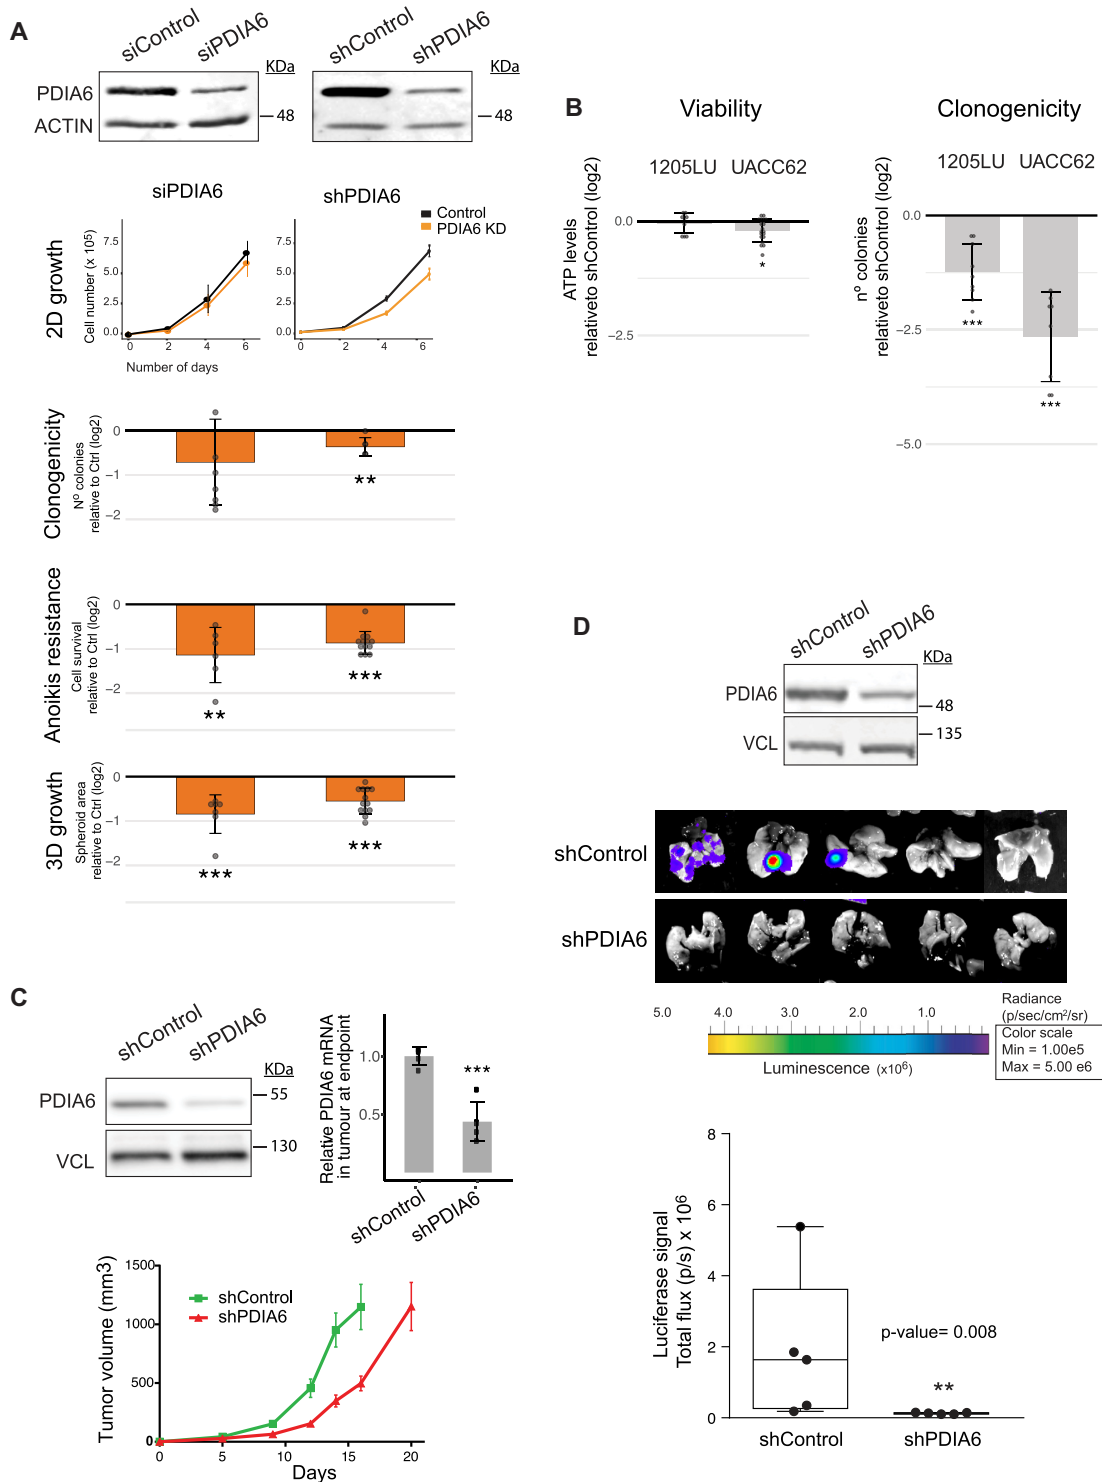 A
siControl siPDIA6 shControl shPDIA6
KDa KDa
PDIA6
ACTIN
48 48
siPDIA6 shPDIA6
Control
PDIA6 KD
2D growth
Cell number (x 10⁵)
7.5 7.5
5.0 5.0
2.5 2.5
0.0 0.0
0 2 4 6 0 2 4 6
Number of days
Clonogenicity
Nº colonies
relative to Ctrl (log2)
0
−1
−2
**
Anoikis resistance
Cell survival
relative to Ctrl (log2)
0
−1
−2
**
***
3D growth
Spheroid area
relative to Ctrl (log2)
0
−1
−2
***
***
B
Viability Clonogenicity
1205LU UACC62 1205LU UACC62
ATP levels
relativeto shControl (log2)
0.0
−2.5
*
nº colonies
relativeto shControl (log2)
0.0
−2.5
−5.0
***
***
C
shControl shPDIA6
KDa
PDIA6
55
VCL
130
Relative PDIA6 mRNA
in tumour at endpoint
1.0
0.5
***
shControl shPDIA6
Tumor volume (mm3)
1500
1000
500
0
shControl
shPDIA6
0 5 10 15 20
Days
D
shControl shPDIA6
KDa
PDIA6
48
135
VCL
shControl
shPDIA6
5.0 4.0 3.0 2.0 1.0
Luminescence (x10⁶)
Radiance
(p/sec/cm²/sr)
Color scale
Min = 1.00e5
Max = 5.00 e6
Luciferase signal
Total flux (p/s) x 10⁶
8
6
4
2
0
p-value= 0.008
**
shControl shPDIA6